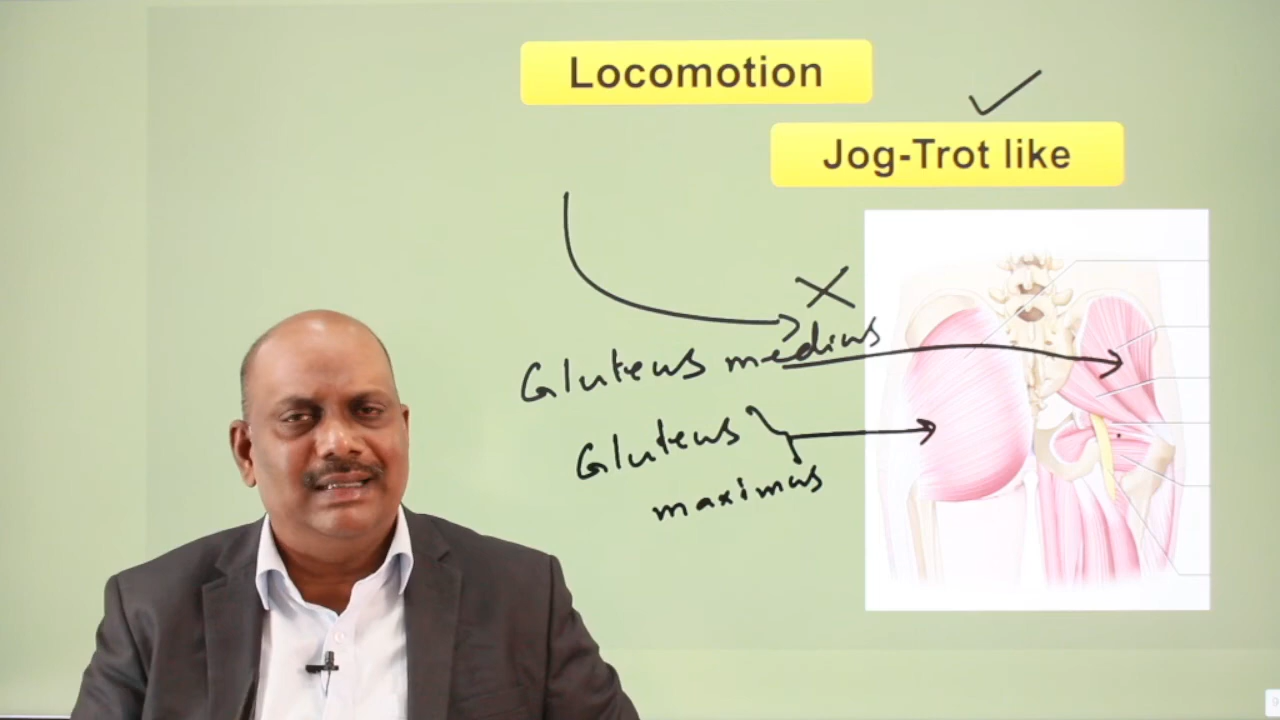 Locomotion
Jog-Trot like
Gluteus medius
Gluteus
maximus